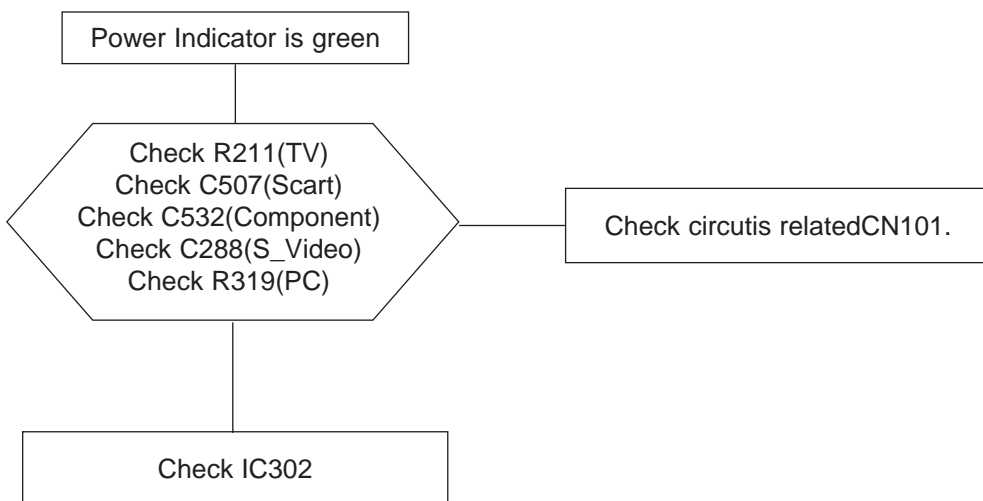 Power Indicator is green
Check R211(TV)
Check C507(Scart)
Check C532(Component)
Check C288(S_Video)
Check R319(PC)
Check circutis relatedCN101.
Check IC302